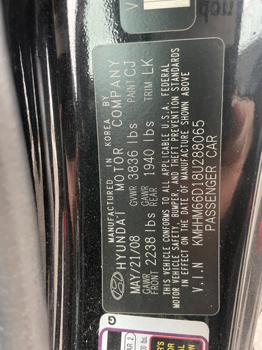 MANUFACTURED IN KOREA BY
HYUNDAI MOTOR COMPANY
MAY/21/08 GVWR 3836 lbs PAINT CJ
GAWR FRONT 2238 lbs GAWR REAR 1940 lbs TRIM LK
THIS VEHICLE CONFORMS TO ALL APPLICABLE U.S.A. FEDERAL
MOTOR VEHICLE SAFETY, BUMPER, AND THEFT PREVENTION STANDARDS
IN EFFECT ON THE DATE OF MANUFACTURE SHOWN ABOVE
V.I.N KMHHM66D18U288065
PASSENGER CAR